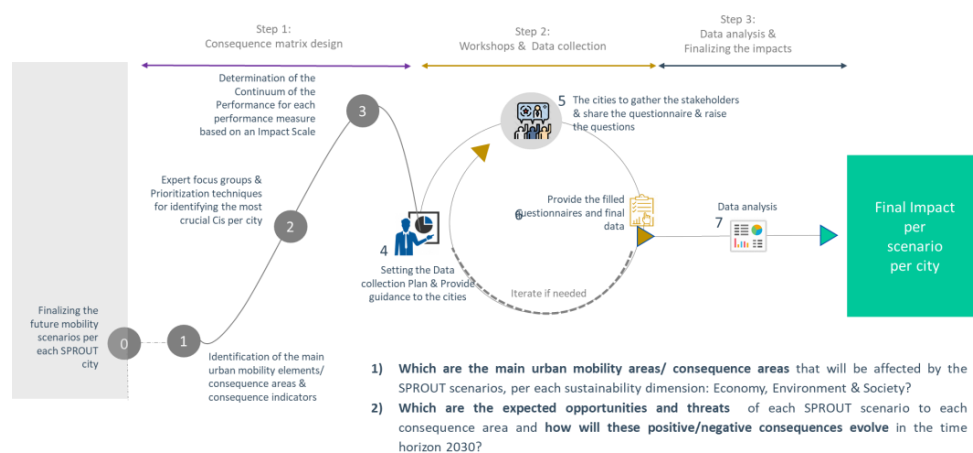 Step 1:
Consequence matrix design
Step 2:
Workshops & Data collection
Step 3:
Data analysis &
Finalizing the impacts
Determination of the
Continuum of the
Performance for each
performance measure
based on an Impact Scale
3
5
The cities to gather the stakeholders
& share the questionnaire & raise
the questions
Expert focus groups &
Prioritization techniques
for identifying the most
crucial CIs per city
2
4
Setting the Data
collection Plan & Provide
guidance to the cities
Provide the filled
Questionnaires and final
data
6
Iterate if needed
Data analysis
7
Final Impact
per
scenario
per city
Finalizing the
future mobility
scenarios per
each SPROUT
city
0
1
Identification of the main
urban mobility elements/
consequence areas &
consequence indicators
1) Which are the main urban mobility areas/ consequence areas that will be affected by the
SPROUT scenarios, per each sustainability dimension: Economy, Environment & Society?
2) Which are the expected opportunities and threats of each SPROUT scenario to each
consequence area and how will these positive/negative consequences evolve in the time
horizon 2030?